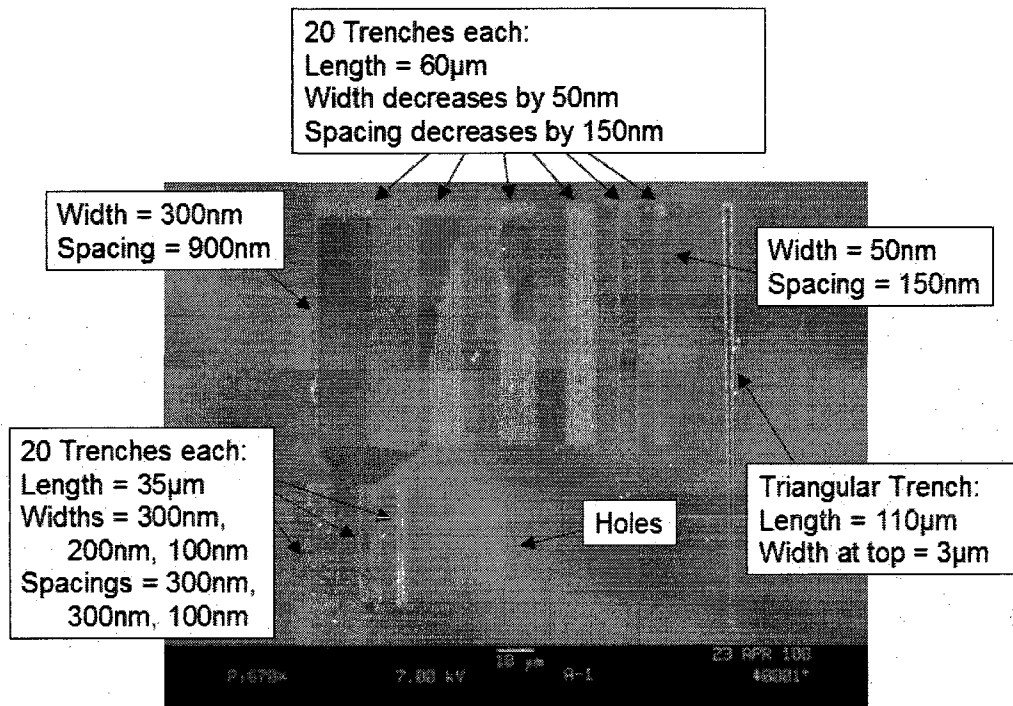 20 Trenches each:
Length = 60µm
Width decreases by 50nm
Spacing decreases by 150nm
Width = 300nm
Spacing = 900nm
Width = 50nm
Spacing = 150nm
20 Trenches each:
Length = 35µm
Widths = 300nm,
200nm, 100nm
Spacings = 300nm,
300nm, 100nm
Holes
Triangular Trench:
Length = 110µm
Width at top = 3µm
10 µm
23 APR 100
7.00 kV
A-1